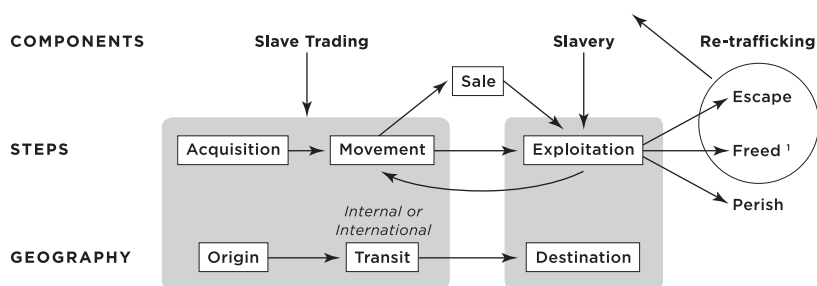 COMPONENTS Slave Trading Slavery Re-trafficking
Sale
Escape
STEPS Acquisition Movement Exploitation Freed ¹
Perish
Internal or
International
GEOGRAPHY Origin Transit Destination